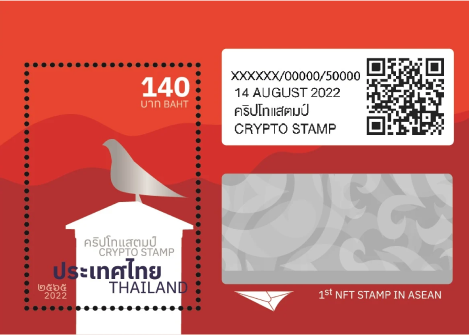 140
บาท BAHT
คริปโทแสตมป์
CRYPTO STAMP
ประเทศไทย
THAILAND
๒๕๖๕
2022
XXXXXX/00000/50000
14 AUGUST 2022
คริปโทแสตมป์
CRYPTO STAMP
1st NFT STAMP IN ASEAN